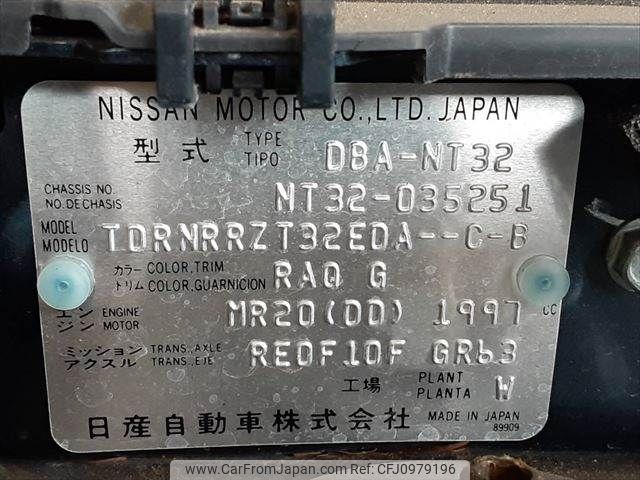 NISSAN MOTOR CO.,LTD. JAPAN
型式 TYPE TIPO DBA-NT32
CHASSIS NO. NO. DE CHASIS NT32-035251
MODEL MODELO TDRNRRZT32EDA--C-B
カラー COLOR,TRIM トリム COLOR,GUARNICION RAQ G
エンジン ENGINE MOTOR MR20(DD) 1997 CC
ミッション TRANS.,AXLE アクスル TRANS.,EJE RE0F10F GR63
工場 PLANT PLANTA W
日産自動車株式会社 MADE IN JAPAN
89909
www.CarFromJapan.com - Ref No.CFJ0979196